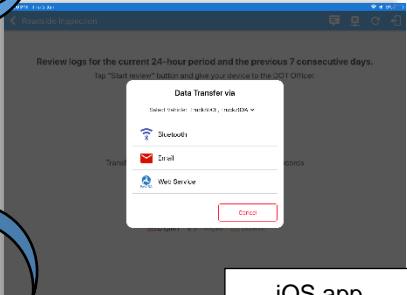 Roadside Inspection
Review logs for the current 24-hour period and the previous 7 consecutive days.
Tap "Start review" button and give your device to the DOT Officer.
Data Transfer via
Select Vehicle:
Bluetooth
Email
Web Service
Cancel
iOS app